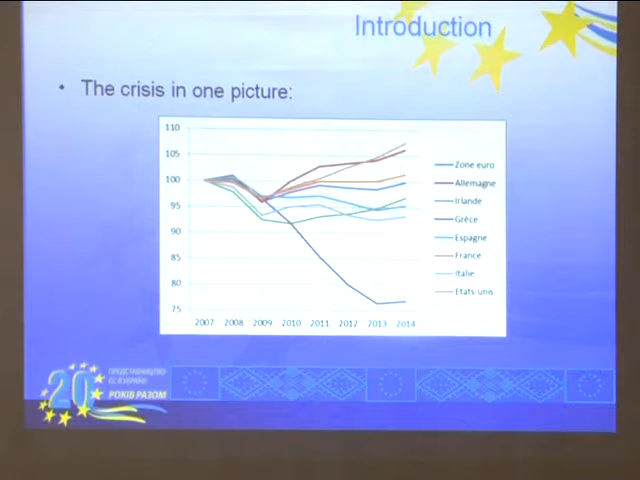 Introduction
• The crisis in one picture:
110
105
100
95
90
85
80
75
2007 2008 2009 2010 2011 2012 2013 2014
Zone euro
Allemagne
Irlande
Grèce
Espagne
France
Italie
Etats-unis
20
ПРЕДСТАВНИЦТВО
ЄС В УКРАЇНІ
РОКІВ РАЗОМ